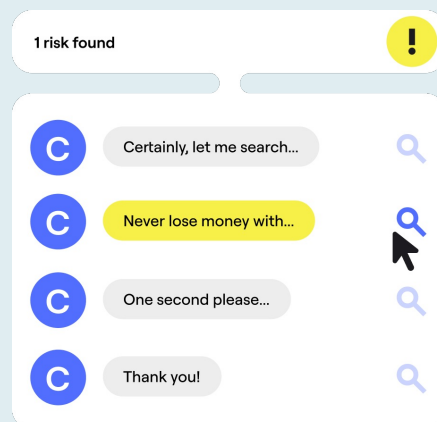 1 risk found
!
C Certainly, let me search...
C Never lose money with...
C One second please...
C Thank you!